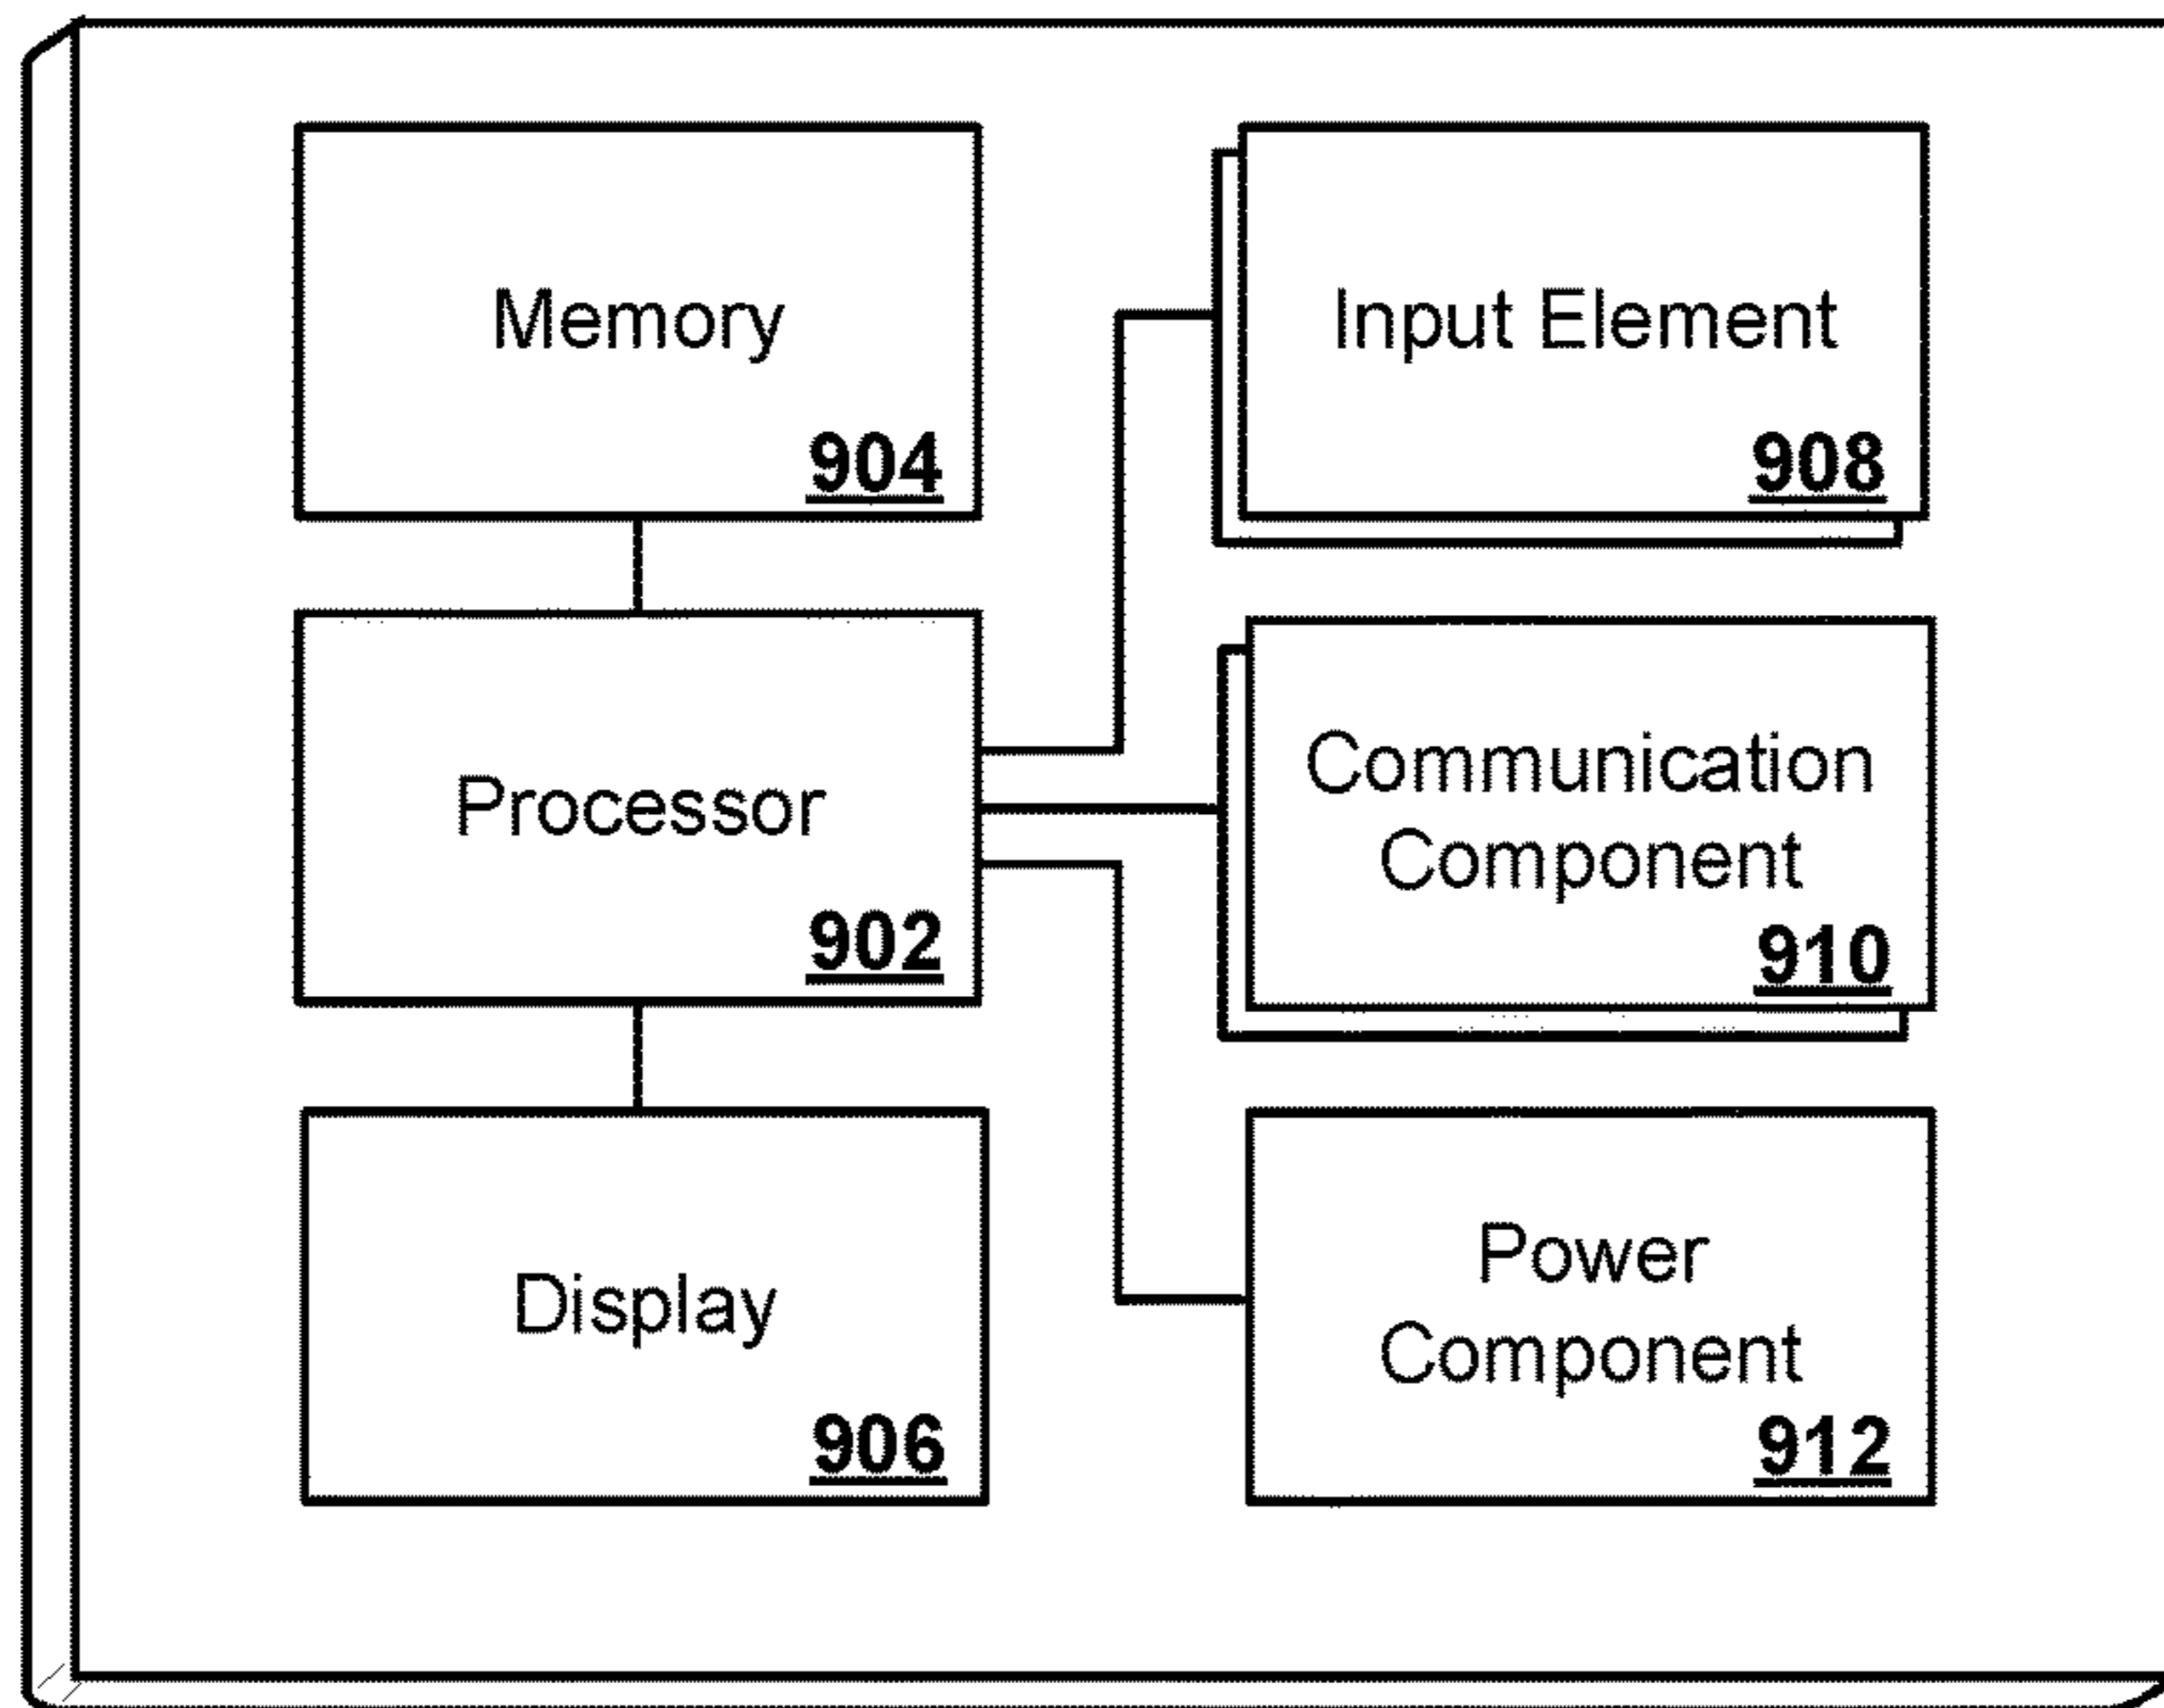 Memory
904
Input Element
908
Processor
902
Communication
Component
910
Display
906
Power
Component
912